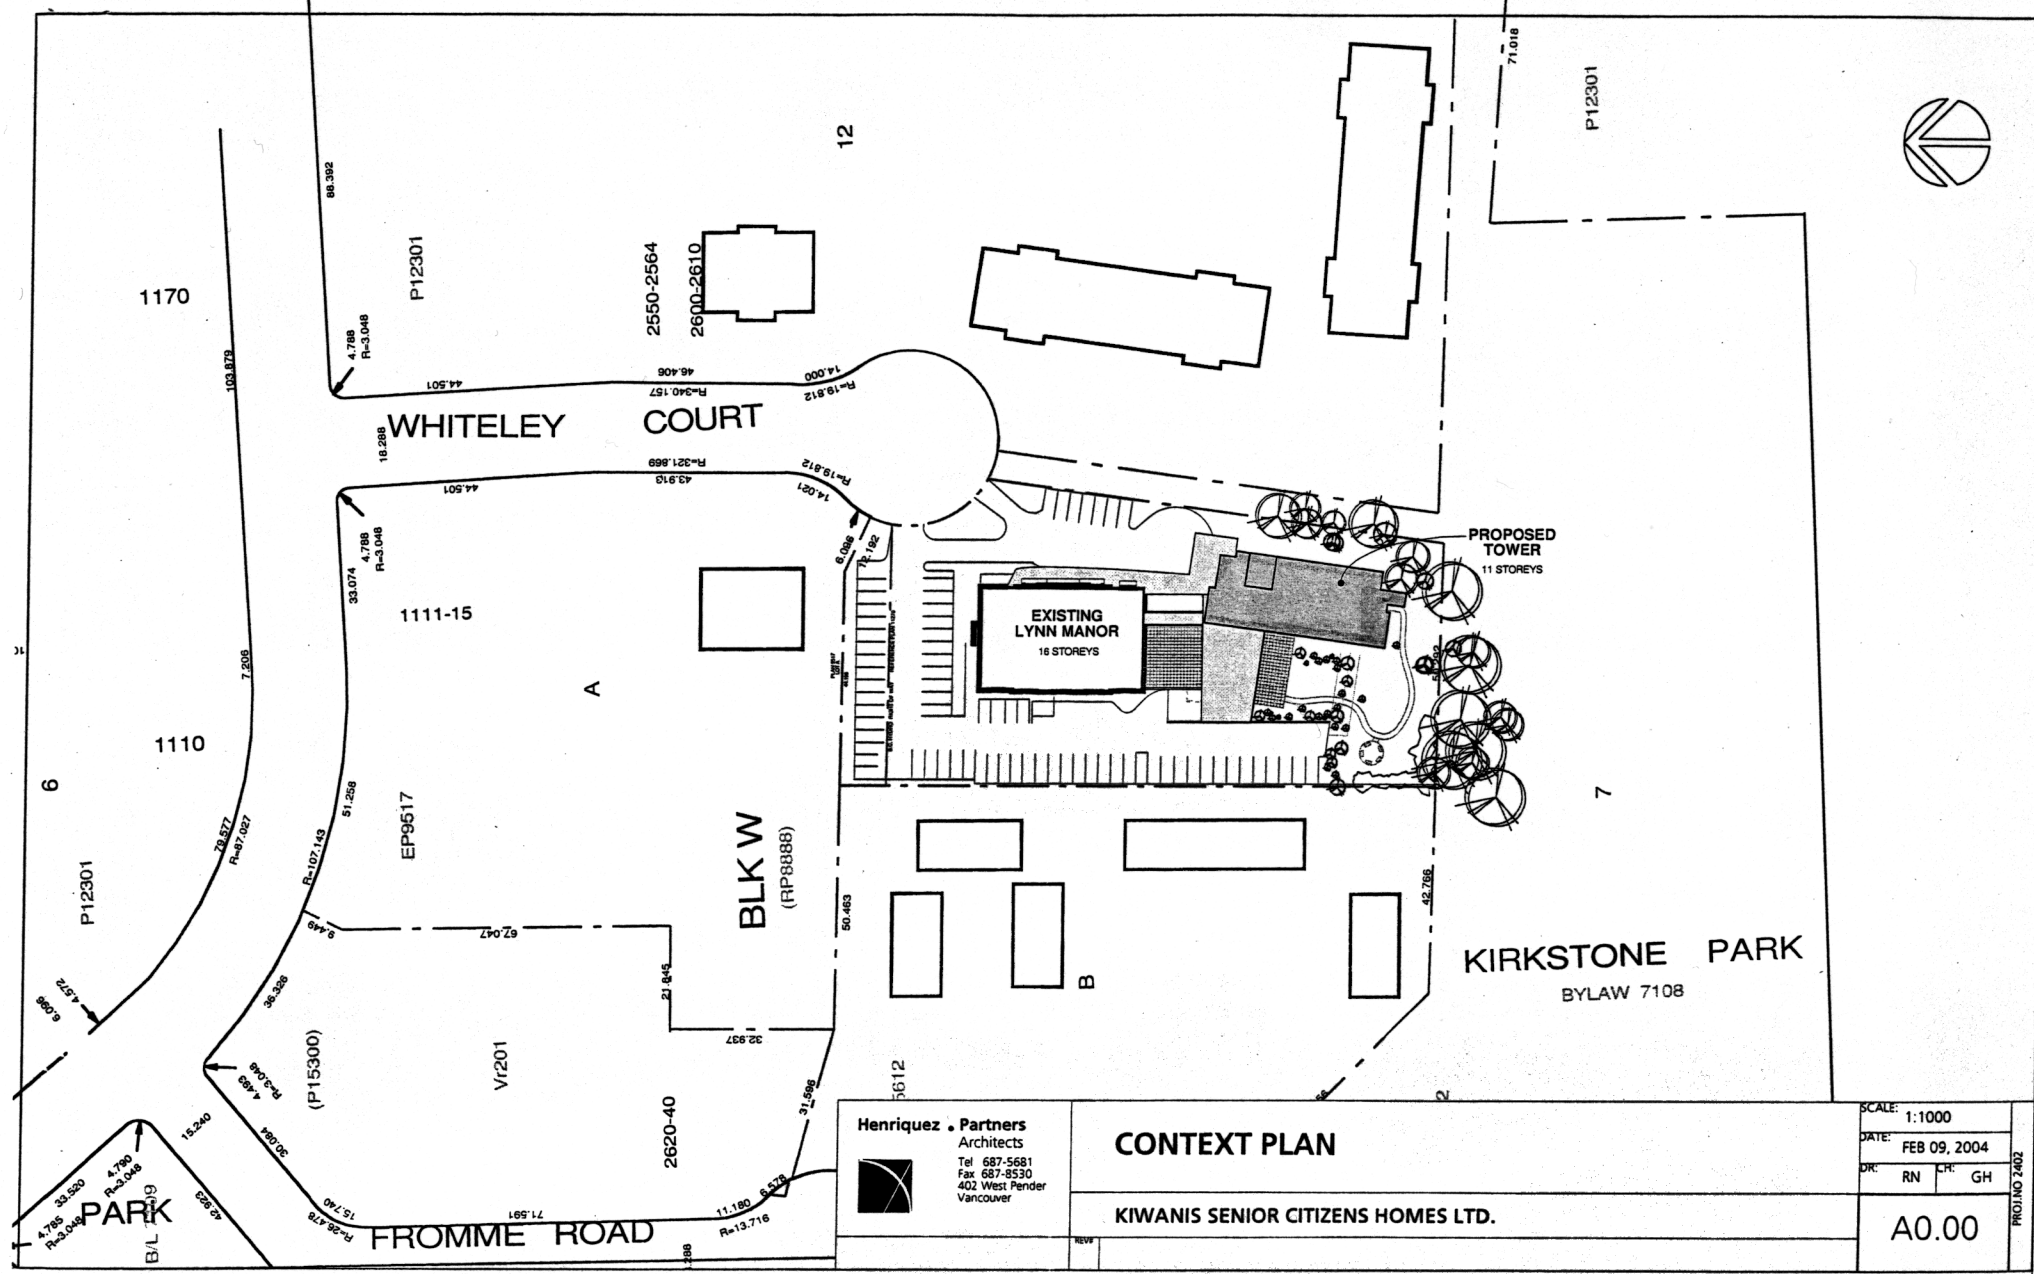 71.018
P12301
12
88.392
P12301
1170
2550-2564
2600-2610
4.788
R=3.048
103.879
44.501
46.406
R=340.157
14.000
R=19.812
WHITELEY COURT
18.288
44.501
R=321.869
43.913
R=19.812
14.021
4.788
R=3.048
33.074
6.096
12.192
PROPOSED
TOWER
11 STOREYS
1111-15
EXISTING
LYNN MANOR
16 STOREYS
7.206
A
1110
6
51.258
79.577
R=87.027
R=107.143
EP9517
P12301
BLK W
(RP8888)
7
9.449
67.047
50.463
42.766
21.845
B
KIRKSTONE PARK
BYLAW 7108
4.572
6.096
36.326
32.937
4.493
R=3.048
(P15300)
Vr201
2620-40
31.596
5612
2
15.240
30.084
4.790
R=3.048
33.520
4.785
R=3.048
PARK
42.923
15.740
R=26.478
71.591
11.180
R=13.716
6.578
FROMME ROAD
.288
Henriquez . Partners
Architects
Tel 687-5681
Fax 687-8530
402 West Pender
Vancouver
CONTEXT PLAN
KIWANIS SENIOR CITIZENS HOMES LTD.
REV#
SCALE: 1:1000
DATE: FEB 09, 2004
DR: RN CH: GH
A0.00
PROJ.NO 2402